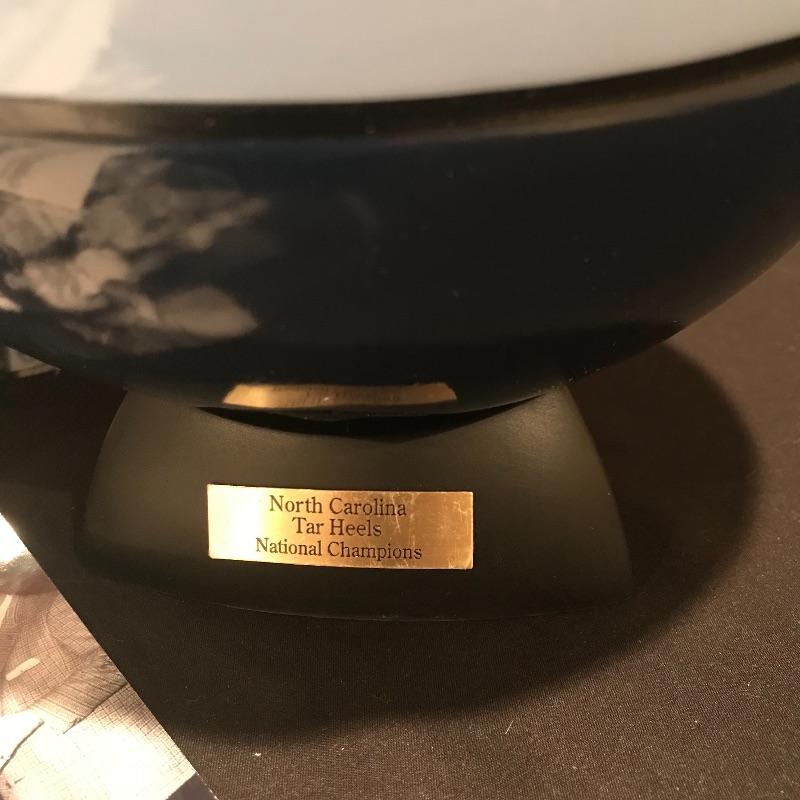 North Carolina
Tar Heels
National Champions